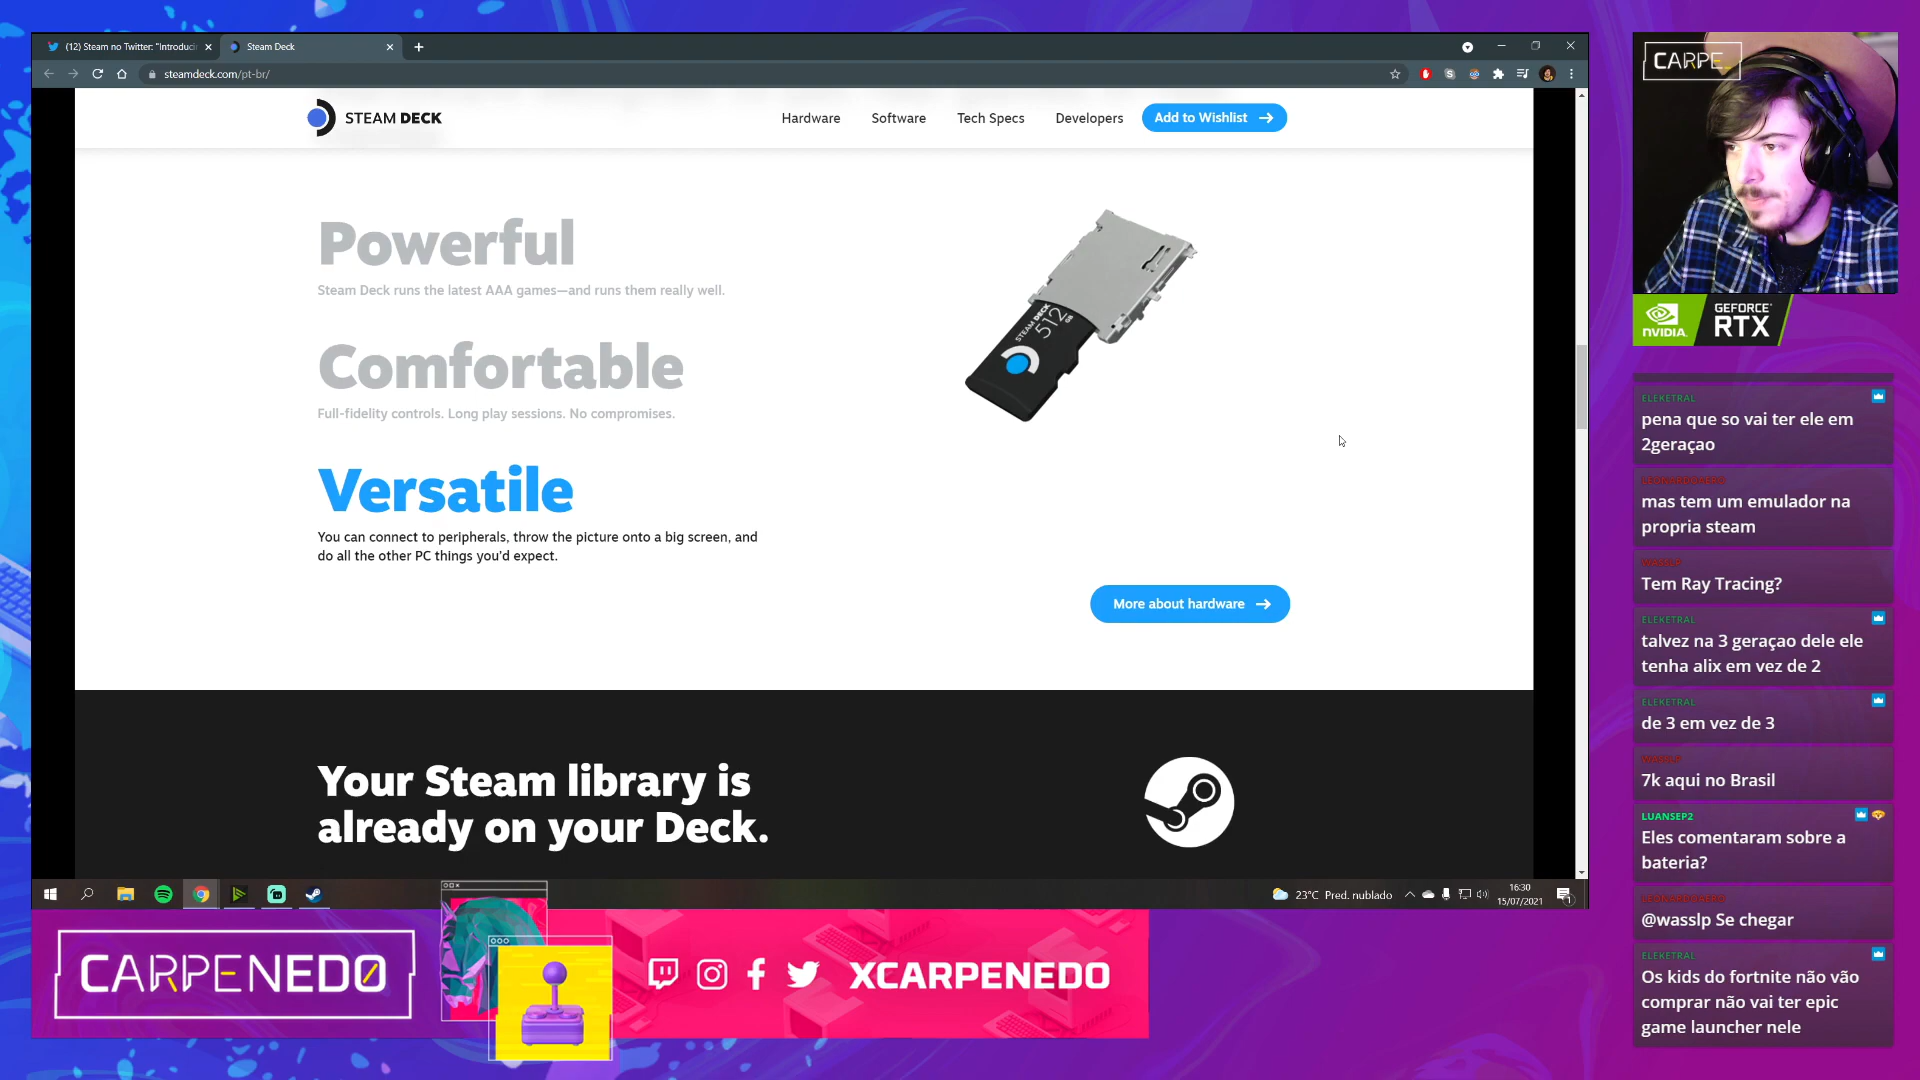 (12) Steam no Twitter: "Introduci
Steam Deck
steamdeck.com/pt-br/
STEAM DECK
Hardware
Software
Tech Specs
Developers
Add to Wishlist
Powerful
Steam Deck runs the latest AAA games—and runs them really well.
Comfortable
Full-fidelity controls. Long play sessions. No compromises.
Versatile
You can connect to peripherals, throw the picture onto a big screen, and
do all the other PC things you'd expect.
STEAM DECK
512
GB
More about hardware
Your Steam library is
already on your Deck.
23°C Pred. nublado
16:30
15/07/2021
CARPENEDO
XCARPENEDO
CARPE_
NVIDIA.
GEFORCE
RTX
ELEKETRAL
pena que so vai ter ele em
2geraçao
mas tem um emulador na
propria steam
WASSLP
Tem Ray Tracing?
ELEKETRAL
talvez na 3 geraçao dele ele
tenha alix em vez de 2
ELEKETRAL
de 3 em vez de 3
WASSLP
7k aqui no Brasil
LUANSEP2
Eles comentaram sobre a
bateria?
@wasslp Se chegar
ELEKETRAL
Os kids do fortnite não vão
comprar não vai ter epic
game launcher nele